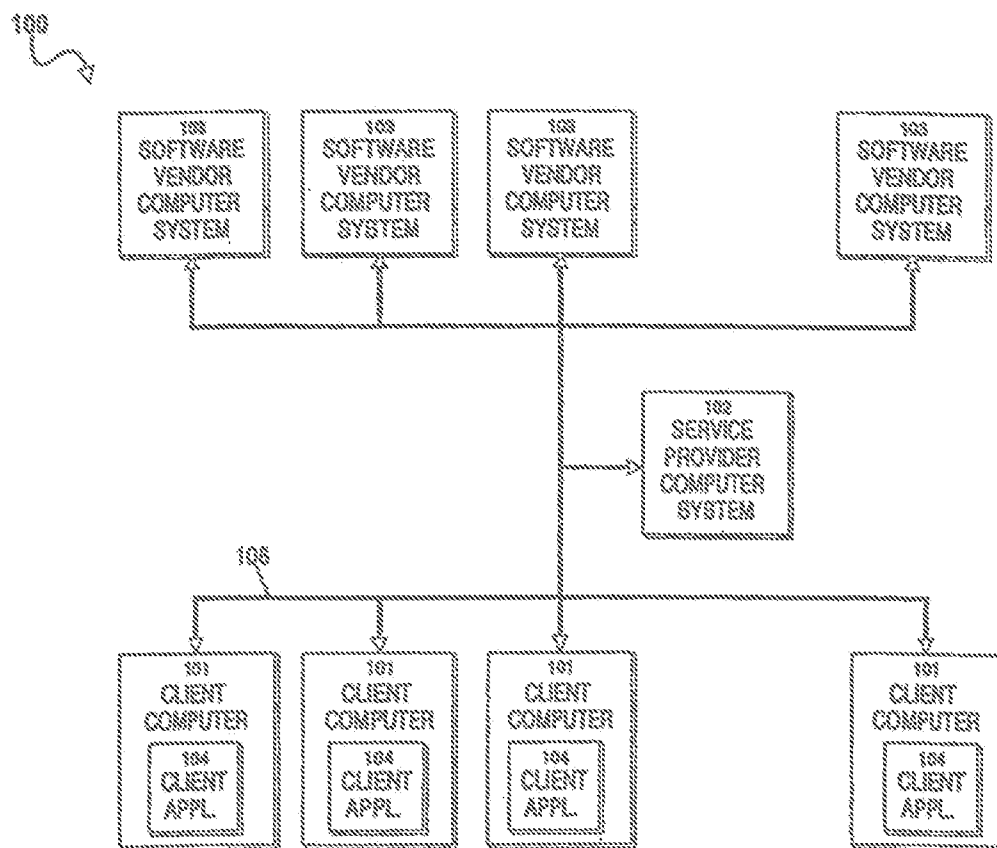 100
103
SOFTWARE
VENDOR
COMPUTER
SYSTEM
103
SOFTWARE
VENDOR
COMPUTER
SYSTEM
103
SOFTWARE
VENDOR
COMPUTER
SYSTEM
103
SOFTWARE
VENDOR
COMPUTER
SYSTEM
102
SERVICE
PROVIDER
COMPUTER
SYSTEM
101
CLIENT
COMPUTER
104
CLIENT
APPL.
101
CLIENT
COMPUTER
104
CLIENT
APPL.
101
CLIENT
COMPUTER
104
CLIENT
APPL.
101
CLIENT
COMPUTER
104
CLIENT
APPL.